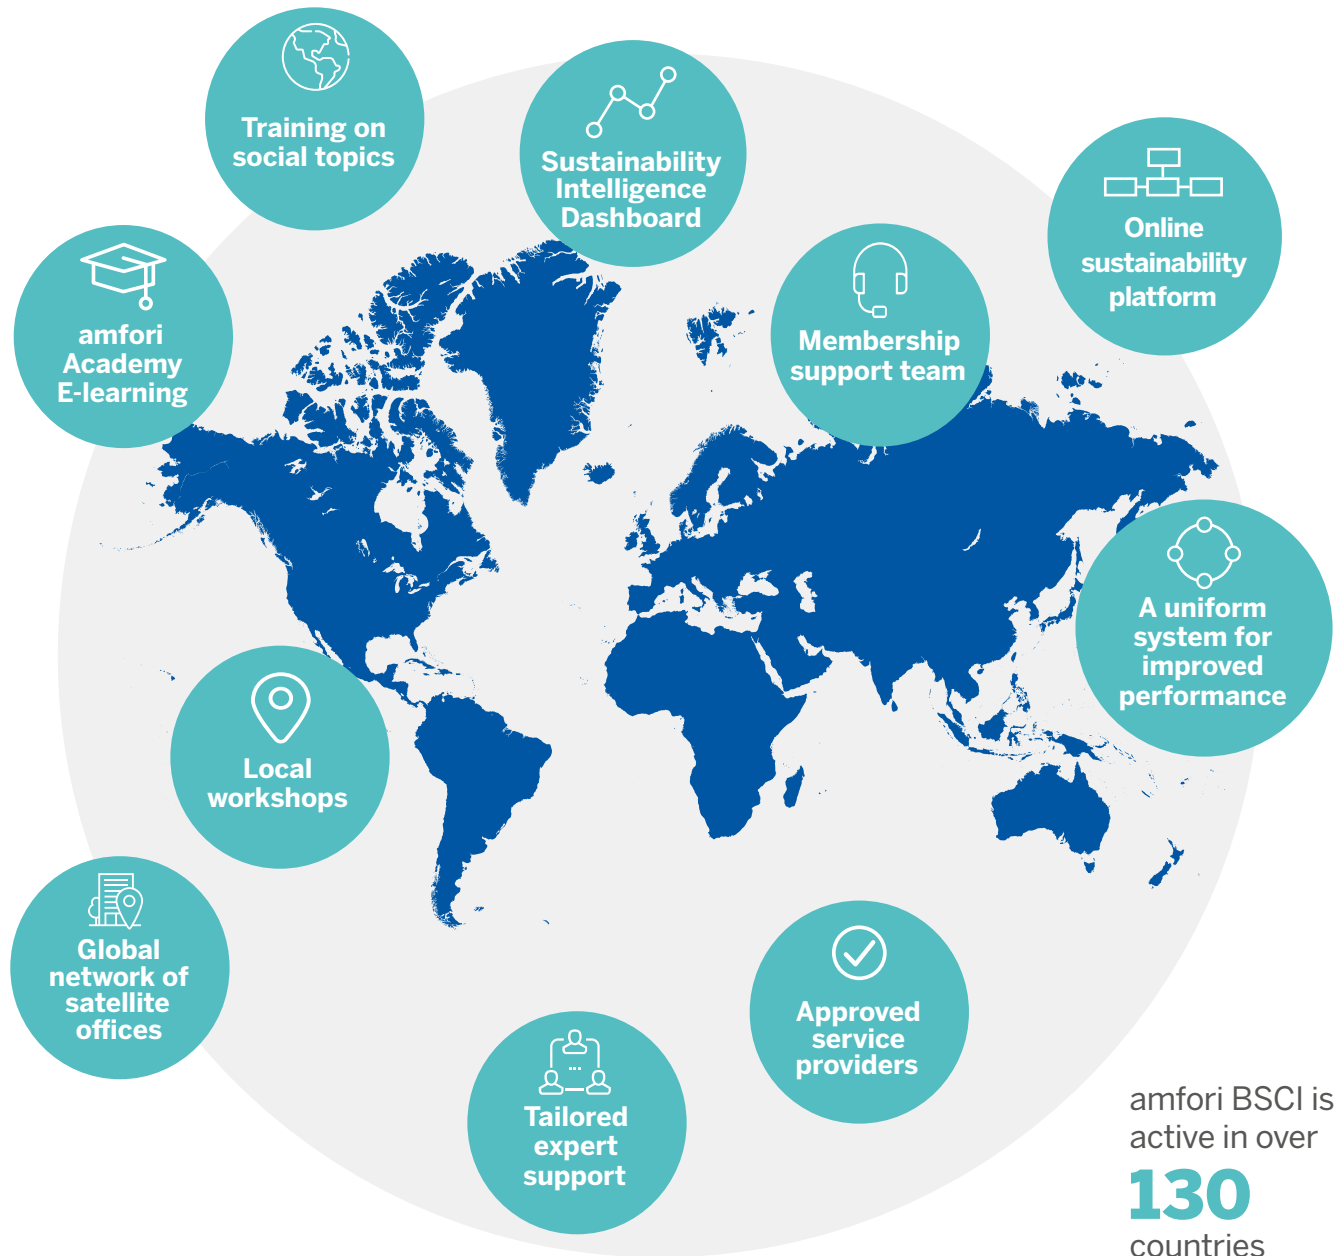 Training on
social topics
Sustainability
Intelligence
Dashboard
Online
sustainability
platform
amfori
Academy
E-learning
Membership
support team
A uniform
system for
improved
performance
Local
workshops
Global
network of
satellite
offices
Approved
service
providers
Tailored
expert
support
amfori BSCI is
active in over
130
countries